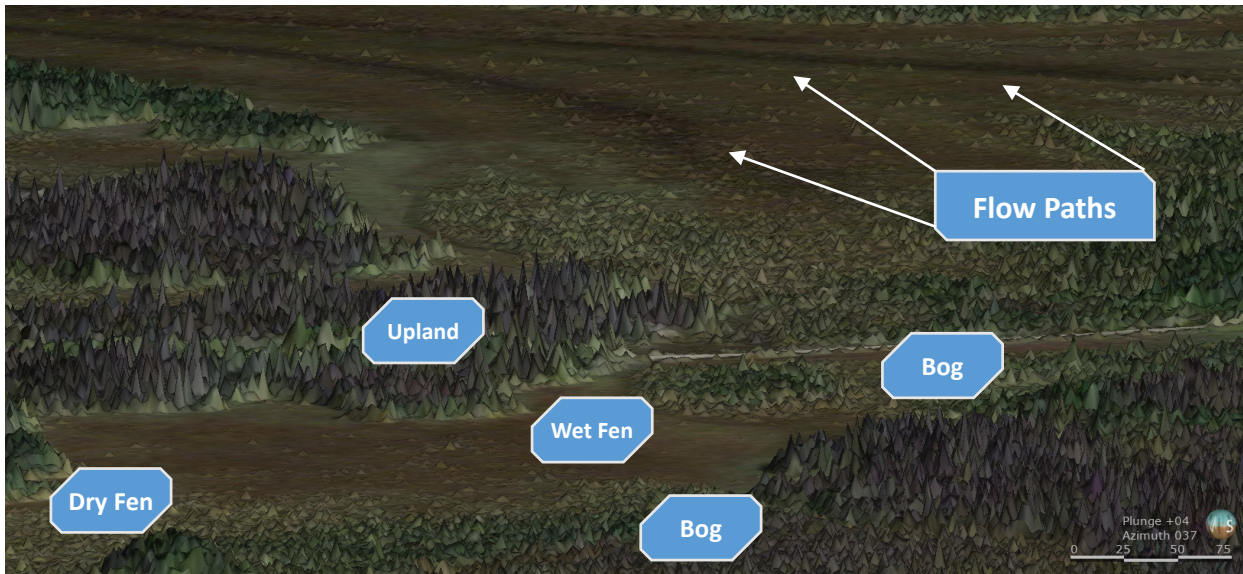 Flow Paths
Upland
Bog
Wet Fen
Dry Fen
Bog
Plunge +04
Azimuth 037
0 25 50 75